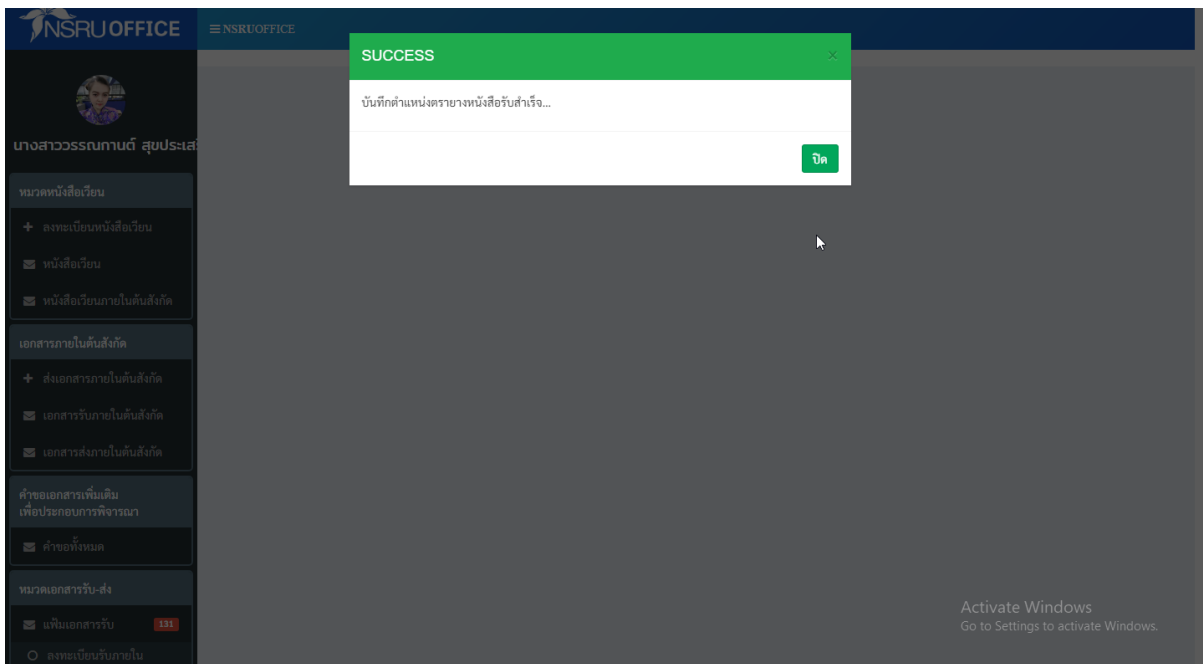 NSRU OFFICE
NSRUOFFICE
SUCCESS
×
บันทึกตำแหน่งตรายางหนังสือรับสำเร็จ...
ปิด
นางสาววรรณกานต์ สุขประเส
หมวดหนังสือเวียน
ลงทะเบียนหนังสือเวียน
หนังสือเวียน
หนังสือเวียนภายในต้นสังกัด
เอกสารภายในต้นสังกัด
ส่งเอกสารภายในต้นสังกัด
เอกสารรับภายในต้นสังกัด
เอกสารส่งภายในต้นสังกัด
คำขอเอกสารเพิ่มเติม
เพื่อประกอบการพิจารณา
คำขอทั้งหมด
หมวดเอกสารรับ-ส่ง
แฟ้มเอกสารรับ 131
ลงทะเบียนรับภายใน
Activate Windows
Go to Settings to activate Windows.